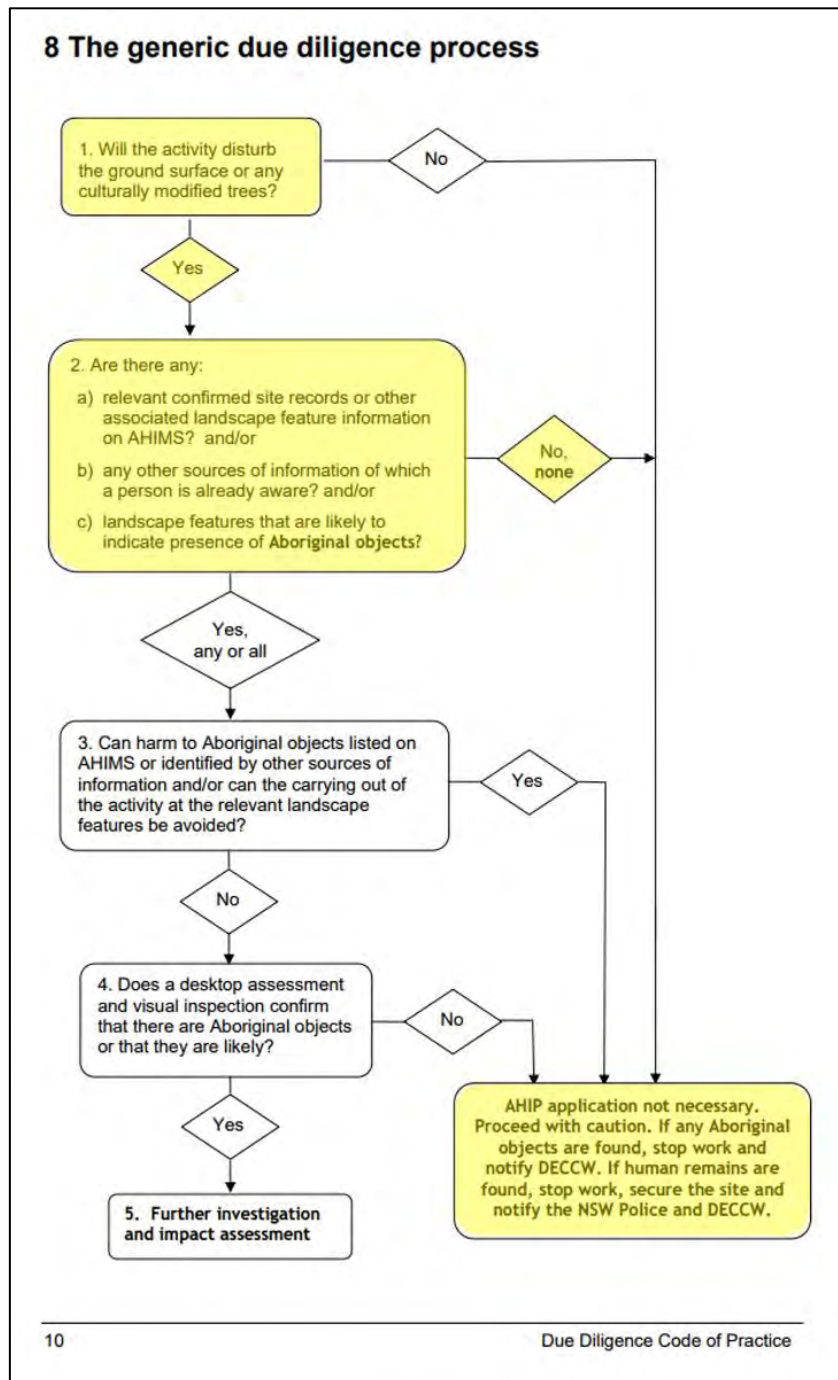 8 The generic due diligence process
1. Will the activity disturb
the ground surface or any
culturally modified trees?
No
Yes
2. Are there any:
a) relevant confirmed site records or other
associated landscape feature information
on AHIMS? and/or
b) any other sources of information of which
a person is already aware? and/or
c) landscape features that are likely to
indicate presence of Aboriginal objects?
No,
none
Yes,
any or all
3. Can harm to Aboriginal objects listed on
AHIMS or identified by other sources of
information and/or can the carrying out of
the activity at the relevant landscape
features be avoided?
Yes
No
4. Does a desktop assessment
and visual inspection confirm
that there are Aboriginal objects
or that they are likely?
No
Yes
AHIP application not necessary.
Proceed with caution. If any Aboriginal
objects are found, stop work and
notify DECCW. If human remains are
found, stop work, secure the site and
notify the NSW Police and DECCW.
5. Further investigation
and impact assessment
10
Due Diligence Code of Practice